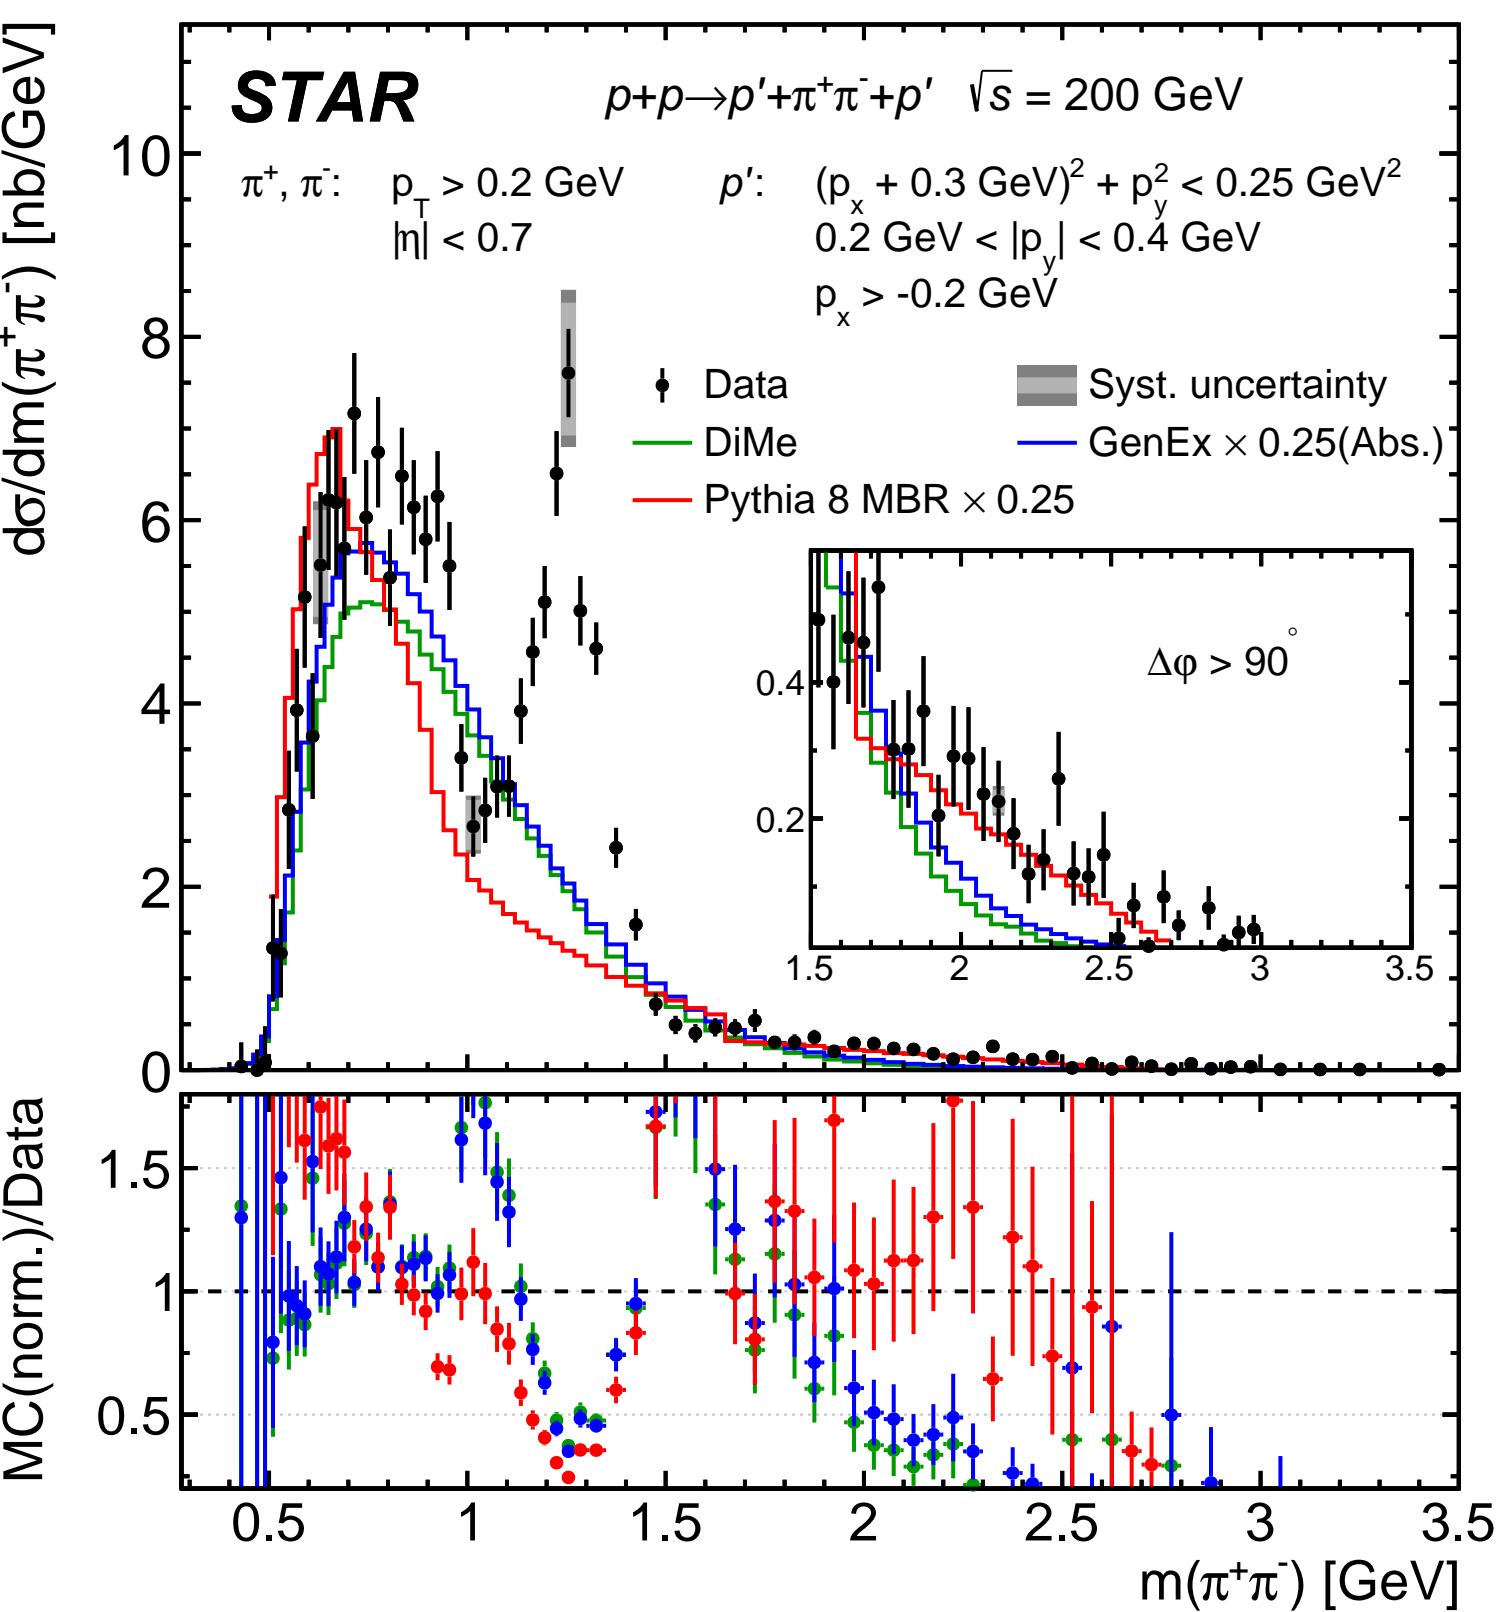 STAR
p+p→p′+π⁺π⁻+p′ √s = 200 GeV
π⁺, π⁻: p_T > 0.2 GeV p′: (p_x + 0.3 GeV)² + p_y² < 0.25 GeV²
|η| < 0.7 0.2 GeV < |p_y| < 0.4 GeV
p_x > -0.2 GeV
Data Syst. uncertainty
DiMe GenEx × 0.25(Abs.)
Pythia 8 MBR × 0.25
dσ/dm(π⁺π⁻) [nb/GeV]
10
8
6
4
2
0
Δφ > 90°
0.4
0.2
1.5 2 2.5 3 3.5
MC(norm.)/Data
1.5
1
0.5
0.5 1 1.5 2 2.5 3 3.5
m(π⁺π⁻) [GeV]